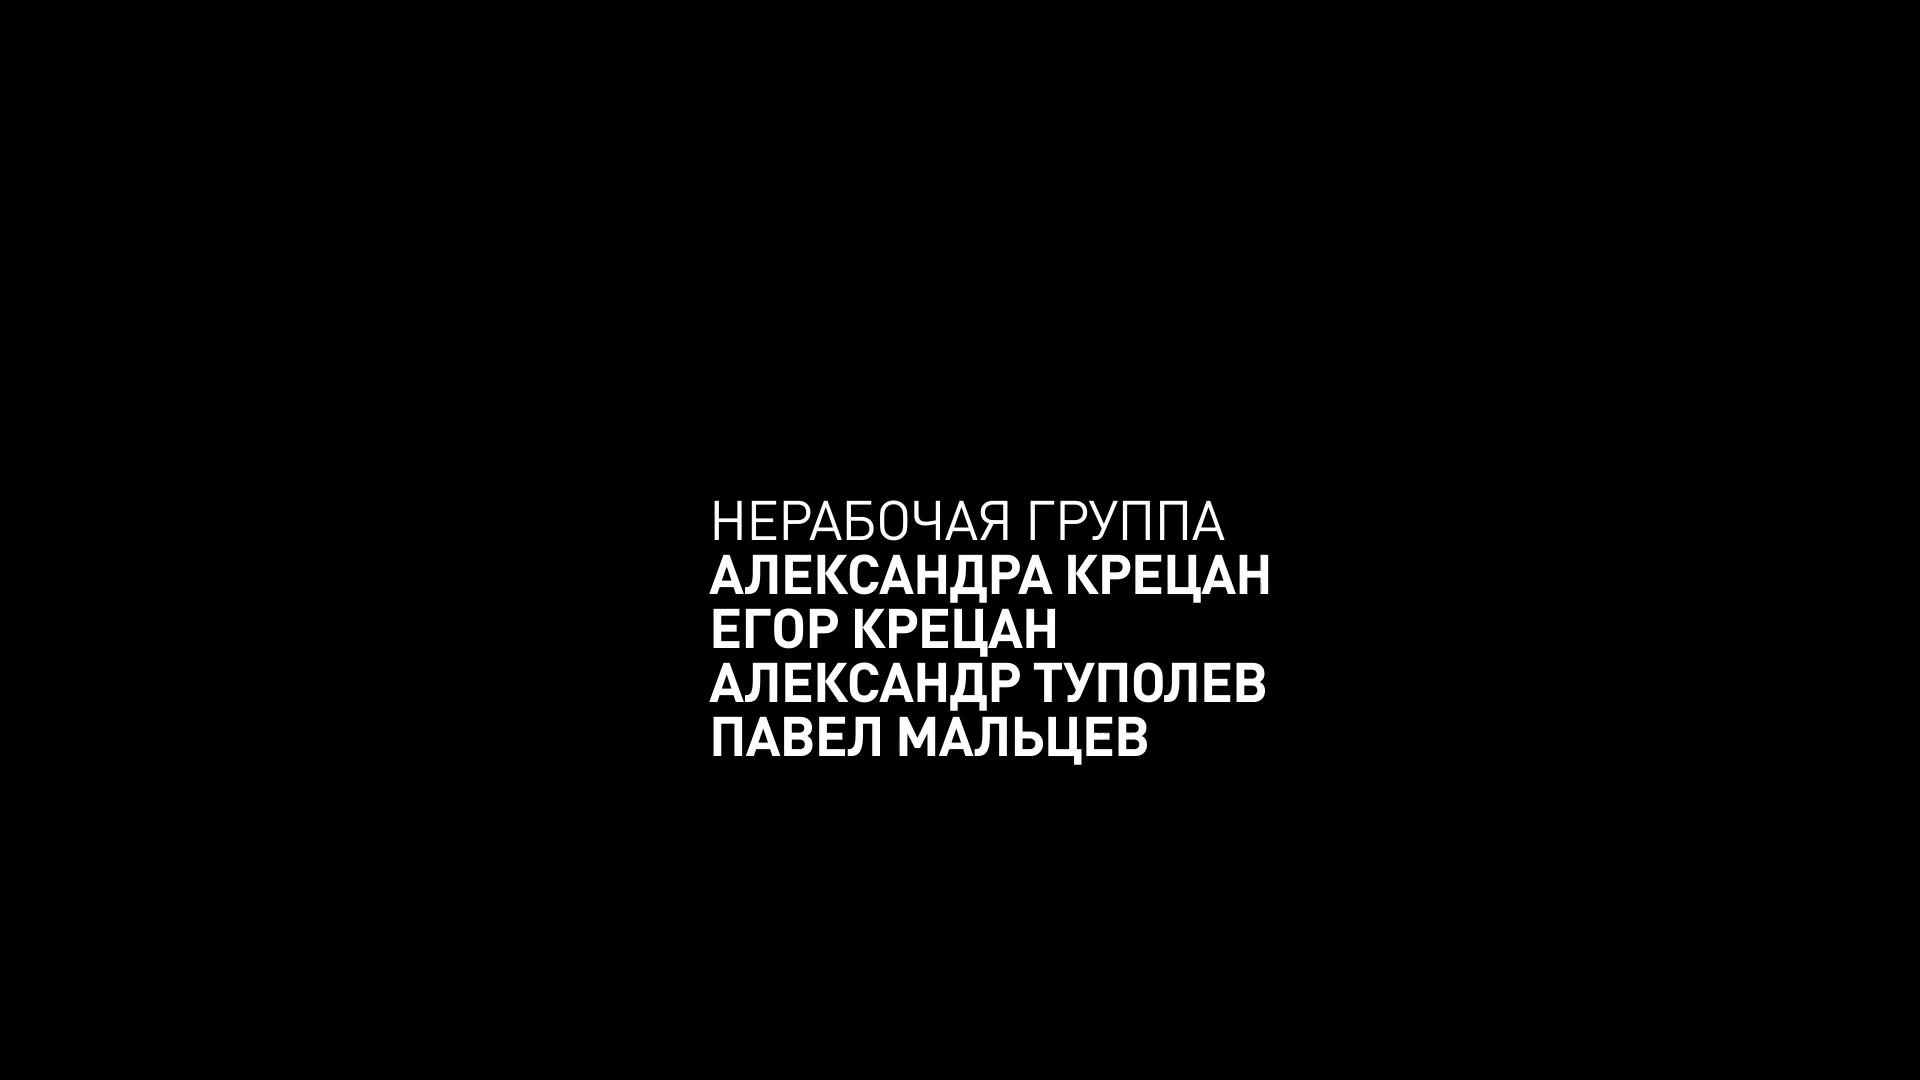 НЕРАБОЧАЯ ГРУППА
АЛЕКСАНДРА КРЕЦАН
ЕГОР КРЕЦАН
АЛЕКСАНДР ТУПОЛЕВ
ПАВЕЛ МАЛЬЦЕВ